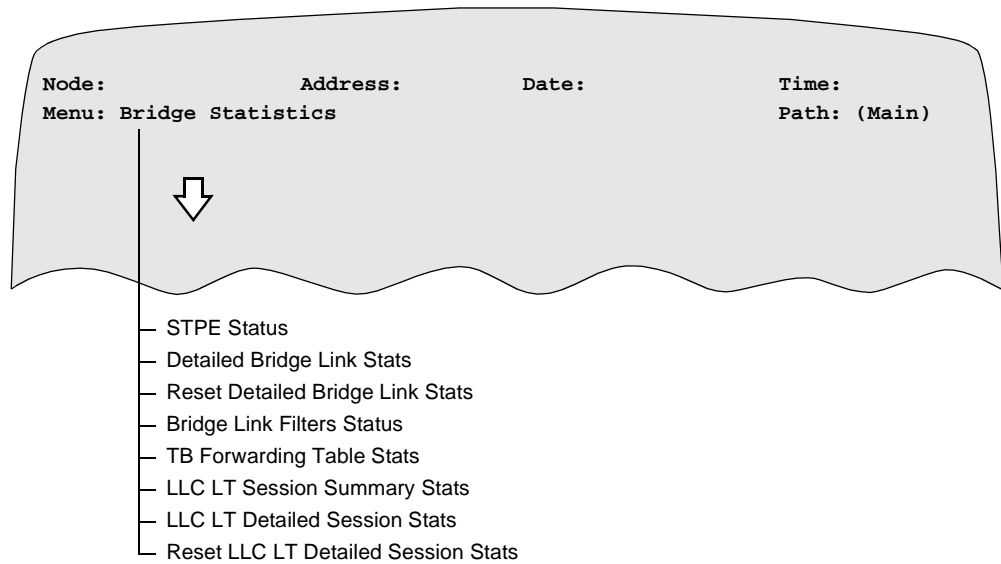 Node: Address: Date: Time:
Menu: Bridge Statistics Path: (Main)
STPE Status
Detailed Bridge Link Stats
Reset Detailed Bridge Link Stats
Bridge Link Filters Status
TB Forwarding Table Stats
LLC LT Session Summary Stats
LLC LT Detailed Session Stats
Reset LLC LT Detailed Session Stats